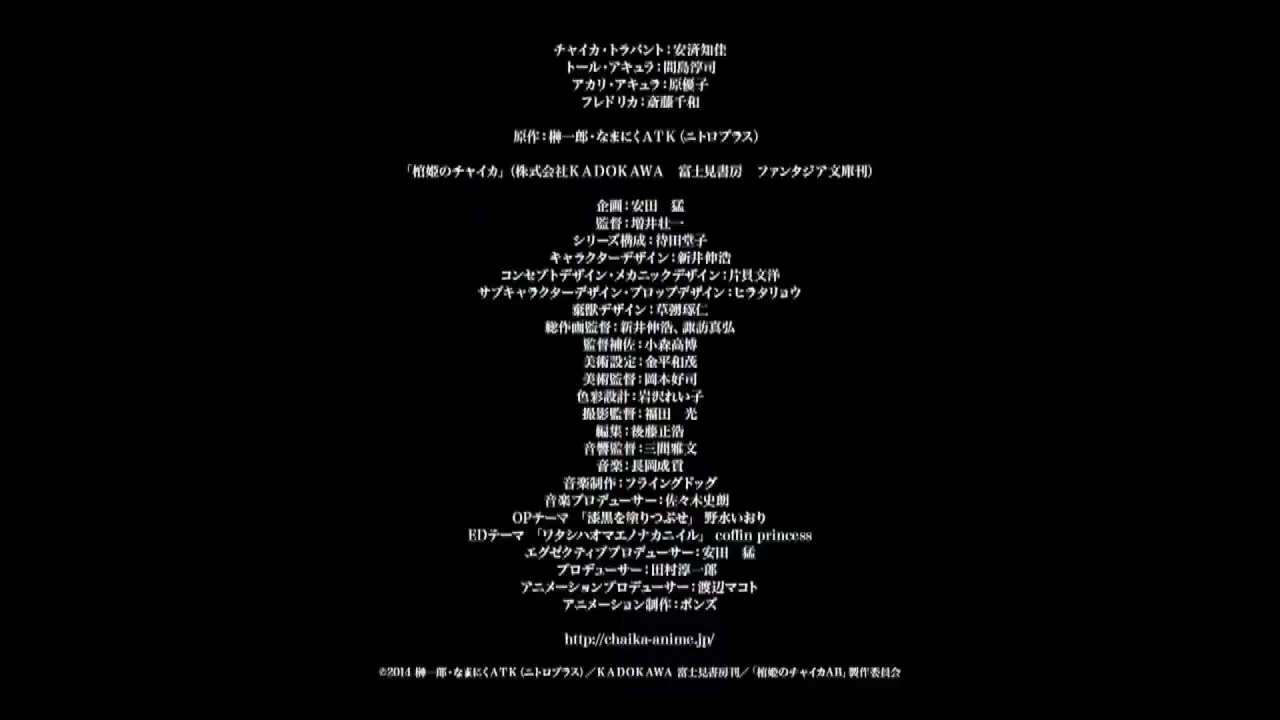 チャイカ・トラバント：安済知佳
トール・アキュラ：間島淳司
アカリ・アキュラ：原優子
フレドリカ：斎藤千和
原作：榊一郎・なまにくＡＴＫ（ニトロプラス）
「棺姫のチャイカ」（株式会社ＫＡＤＯＫＡＷＡ　富士見書房　ファンタジア文庫刊）
企画：安田　猛
監督：増井壮一
シリーズ構成：待田堂子
キャラクターデザイン：新井伸浩
コンセプトデザイン・メカニックデザイン：片貝文洋
サブキャラクターデザイン・プロップデザイン：ヒラタリョウ
棄獣デザイン：草彅琢仁
総作画監督：新井伸浩、諏訪真弘
監督補佐：小森高博
美術設定：金平和茂
美術監督：岡本好司
色彩設計：岩沢れい子
撮影監督：福田　光
編集：後藤正浩
音響監督：三間雅文
音楽：長岡成貢
音楽制作：フライングドッグ
音楽プロデューサー：佐々木史朗
OPテーマ　「漆黒を塗りつぶせ」　野水いおり
EDテーマ　「ワタシハオマエノナカニイル」　coffin princess
エグゼクティブプロデューサー：安田　猛
プロデューサー：田村淳一郎
アニメーションプロデューサー：渡辺マコト
アニメーション制作：ボンズ
http://chaika-anime.jp/
©2014 榊一郎・なまにくＡＴＫ（ニトロプラス）／ＫＡＤＯＫＡＷＡ 富士見書房刊／「棺姫のチャイカAB」製作委員会